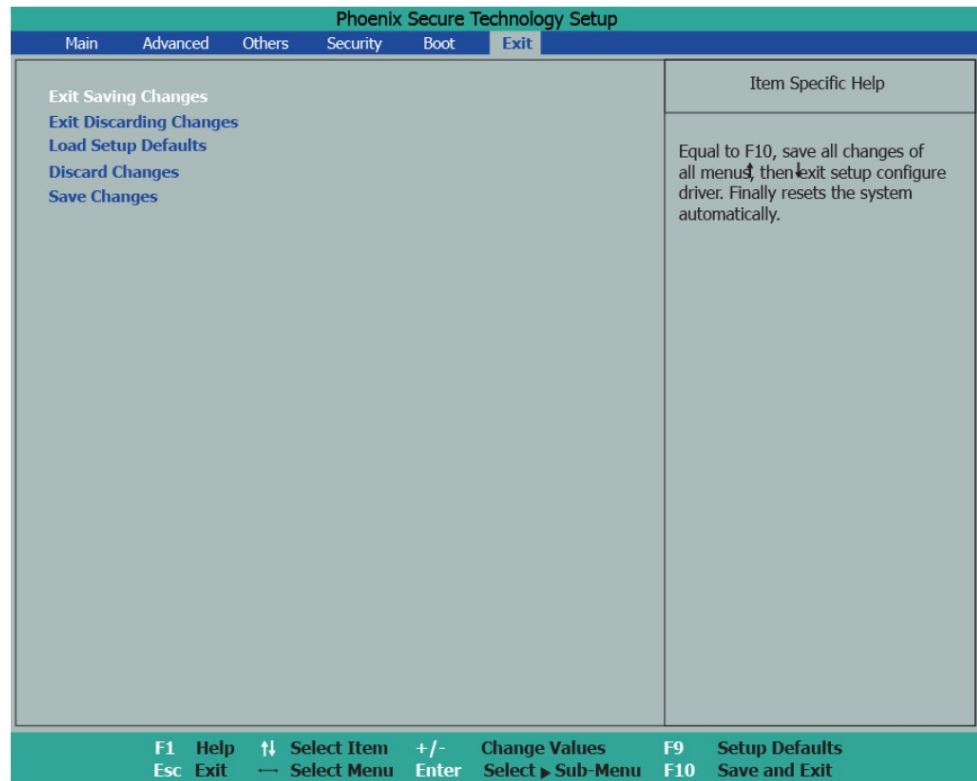 Phoenix Secure Technology Setup
Main Advanced Others Security Boot Exit
Exit Saving Changes
Exit Discarding Changes
Load Setup Defaults
Discard Changes
Save Changes
Item Specific Help
Equal to F10, save all changes of
all menus, then exit setup configure
driver. Finally resets the system
automatically.
F1 Help ↑↓ Select Item +/- Change Values F9 Setup Defaults
Esc Exit ↔ Select Menu Enter Select ▶ Sub-Menu F10 Save and Exit